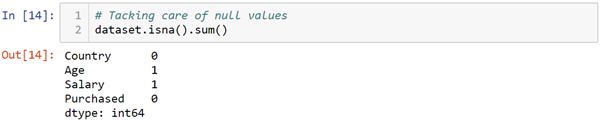 In [14]:
1 # Tacking care of null values
2 dataset.isna().sum()
Out[14]:
Country 0
Age 1
Salary 1
Purchased 0
dtype: int64